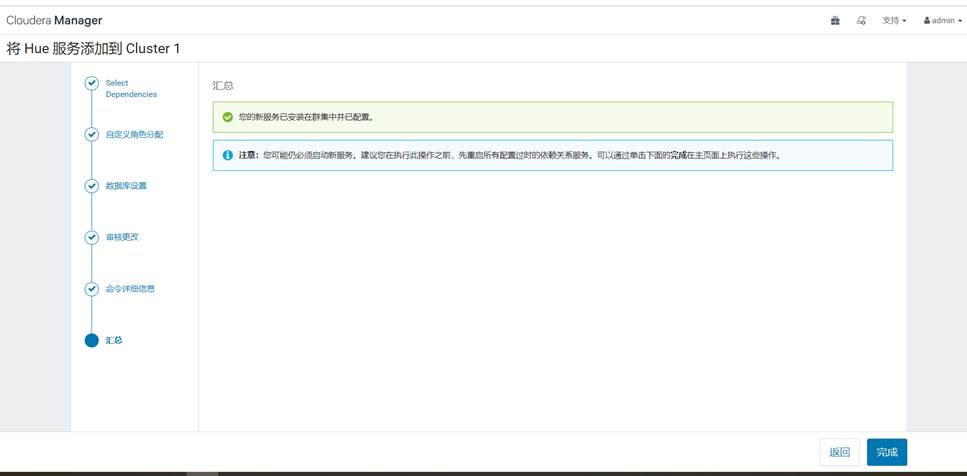 Cloudera Manager
支持
admin
将 Hue 服务添加到 Cluster 1
Select
Dependencies
自定义角色分配
数据库设置
审核更改
命令详细信息
汇总
汇总
您的新服务已安装在群集中并已配置。
注意：您可能仍必须启动新服务。建议您在执行此操作之前，先重启所有配置过时的依赖关系服务。可以通过单击下面的完成在主页面上执行这些操作。
返回
完成